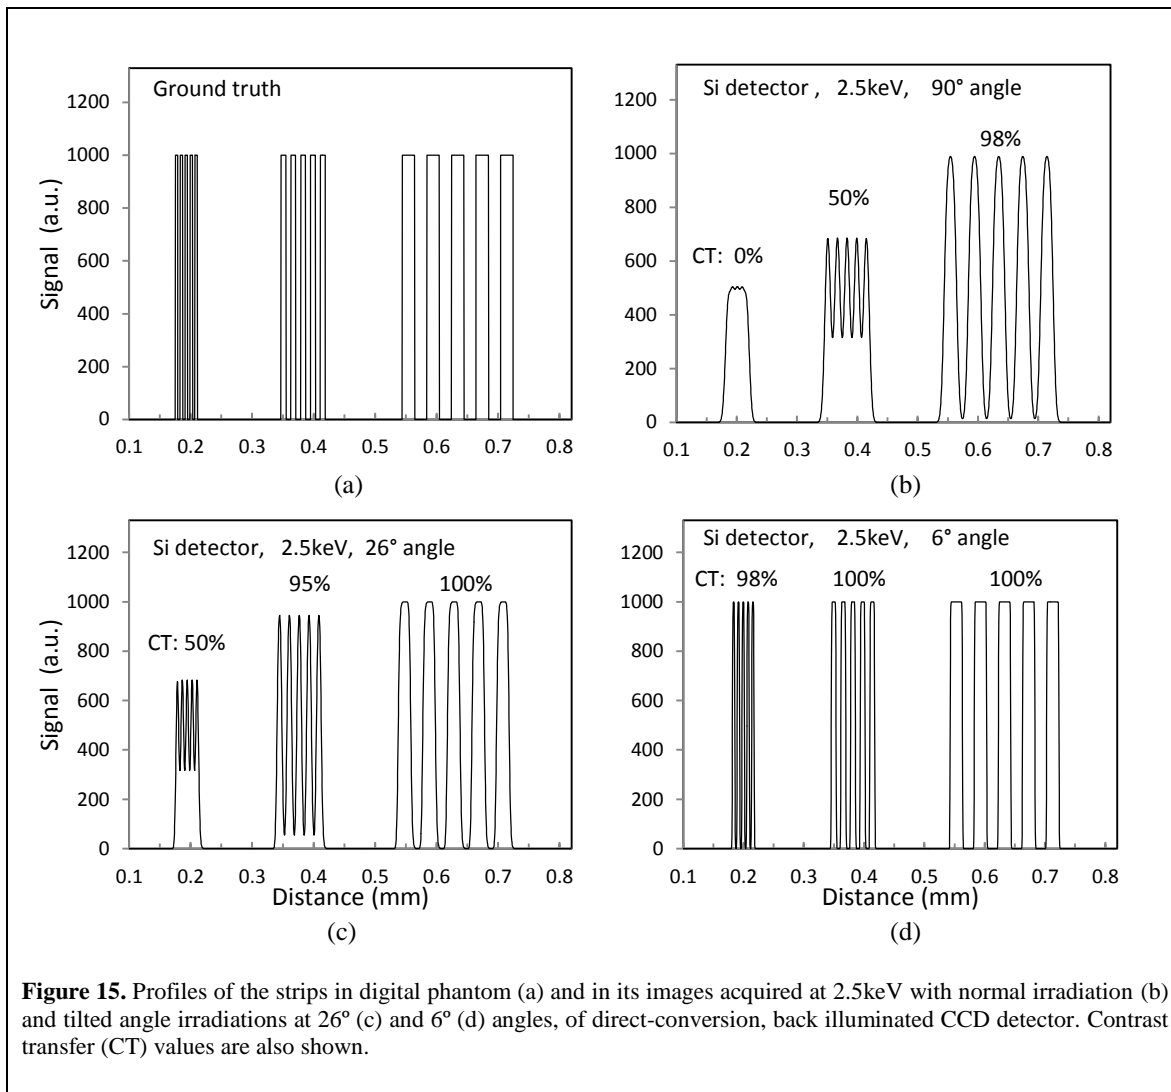 Ground truth
1200
1000
800
600
400
200
0
Signal (a.u.)
0.1 0.2 0.3 0.4 0.5 0.6 0.7 0.8
(a)
Si detector , 2.5keV, 90° angle
98%
50%
CT: 0%
1200
1000
800
600
400
200
0
0.1 0.2 0.3 0.4 0.5 0.6 0.7 0.8
(b)
Si detector, 2.5keV, 26° angle
95% 100%
CT: 50%
1200
1000
800
600
400
200
0
Signal (a.u.)
0.1 0.2 0.3 0.4 0.5 0.6 0.7 0.8
Distance (mm)
(c)
Si detector, 2.5keV, 6° angle
CT: 98% 100% 100%
1200
1000
800
600
400
200
0
0.1 0.2 0.3 0.4 0.5 0.6 0.7 0.8
Distance (mm)
(d)
Figure 15. Profiles of the strips in digital phantom (a) and in its images acquired at 2.5keV with normal irradiation (b)
and tilted angle irradiations at 26º (c) and 6º (d) angles, of direct-conversion, back illuminated CCD detector. Contrast
transfer (CT) values are also shown.